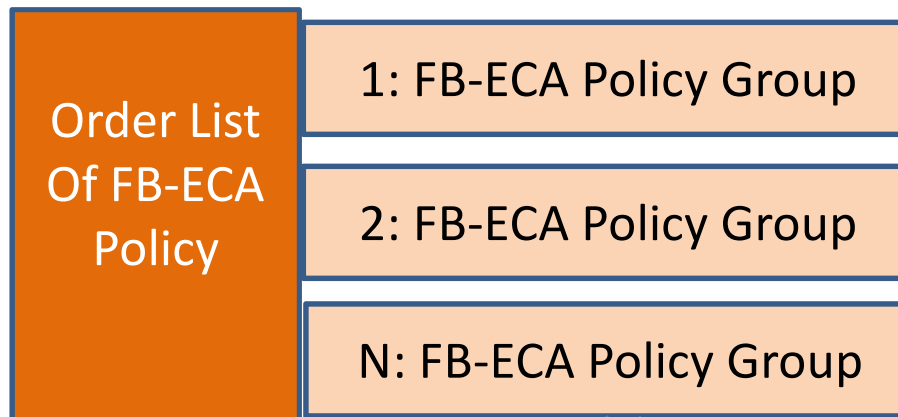 Order List
Of FB-ECA
Policy
1: FB-ECA Policy Group
2: FB-ECA Policy Group
N: FB-ECA Policy Group